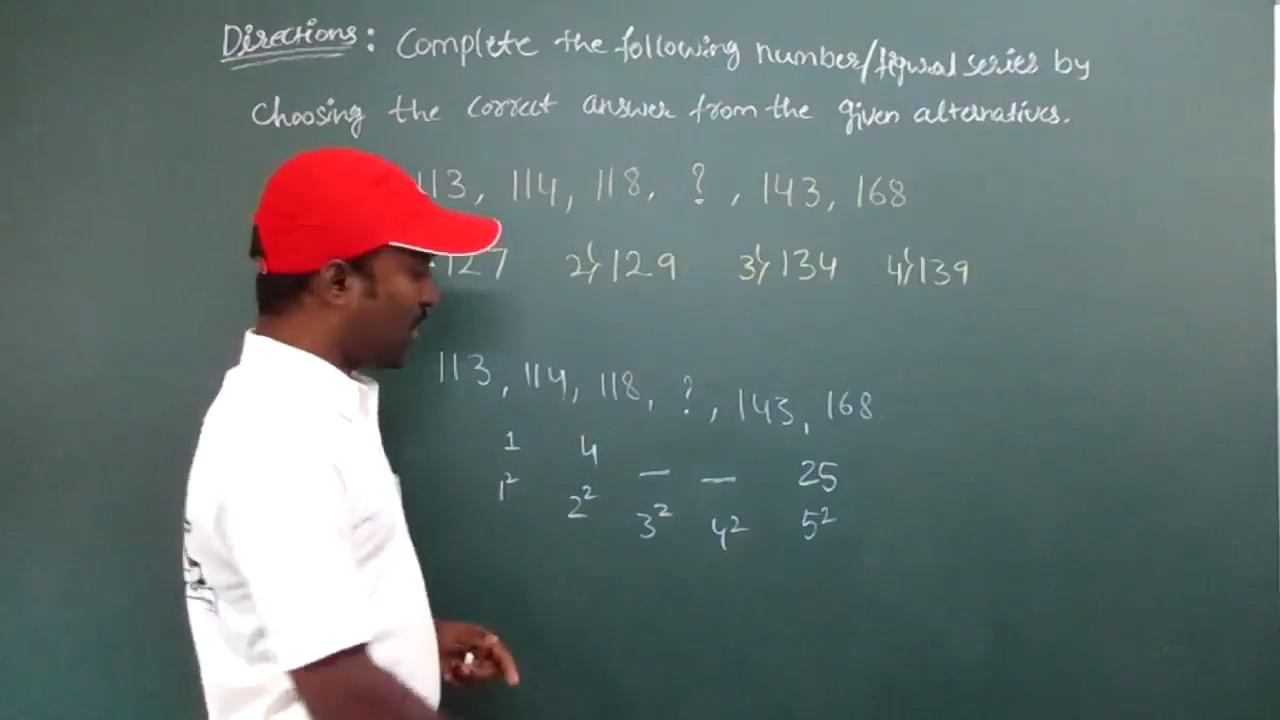 Directions: Complete the following number/figural series by
choosing the correct answer from the given alternatives.
113, 114, 118, ?, 143, 168
127 2) 129 3) 134 4) 139
113, 114, 118, ?, 143, 168
1 4 — — 25
1² 2² 3² 4² 5²